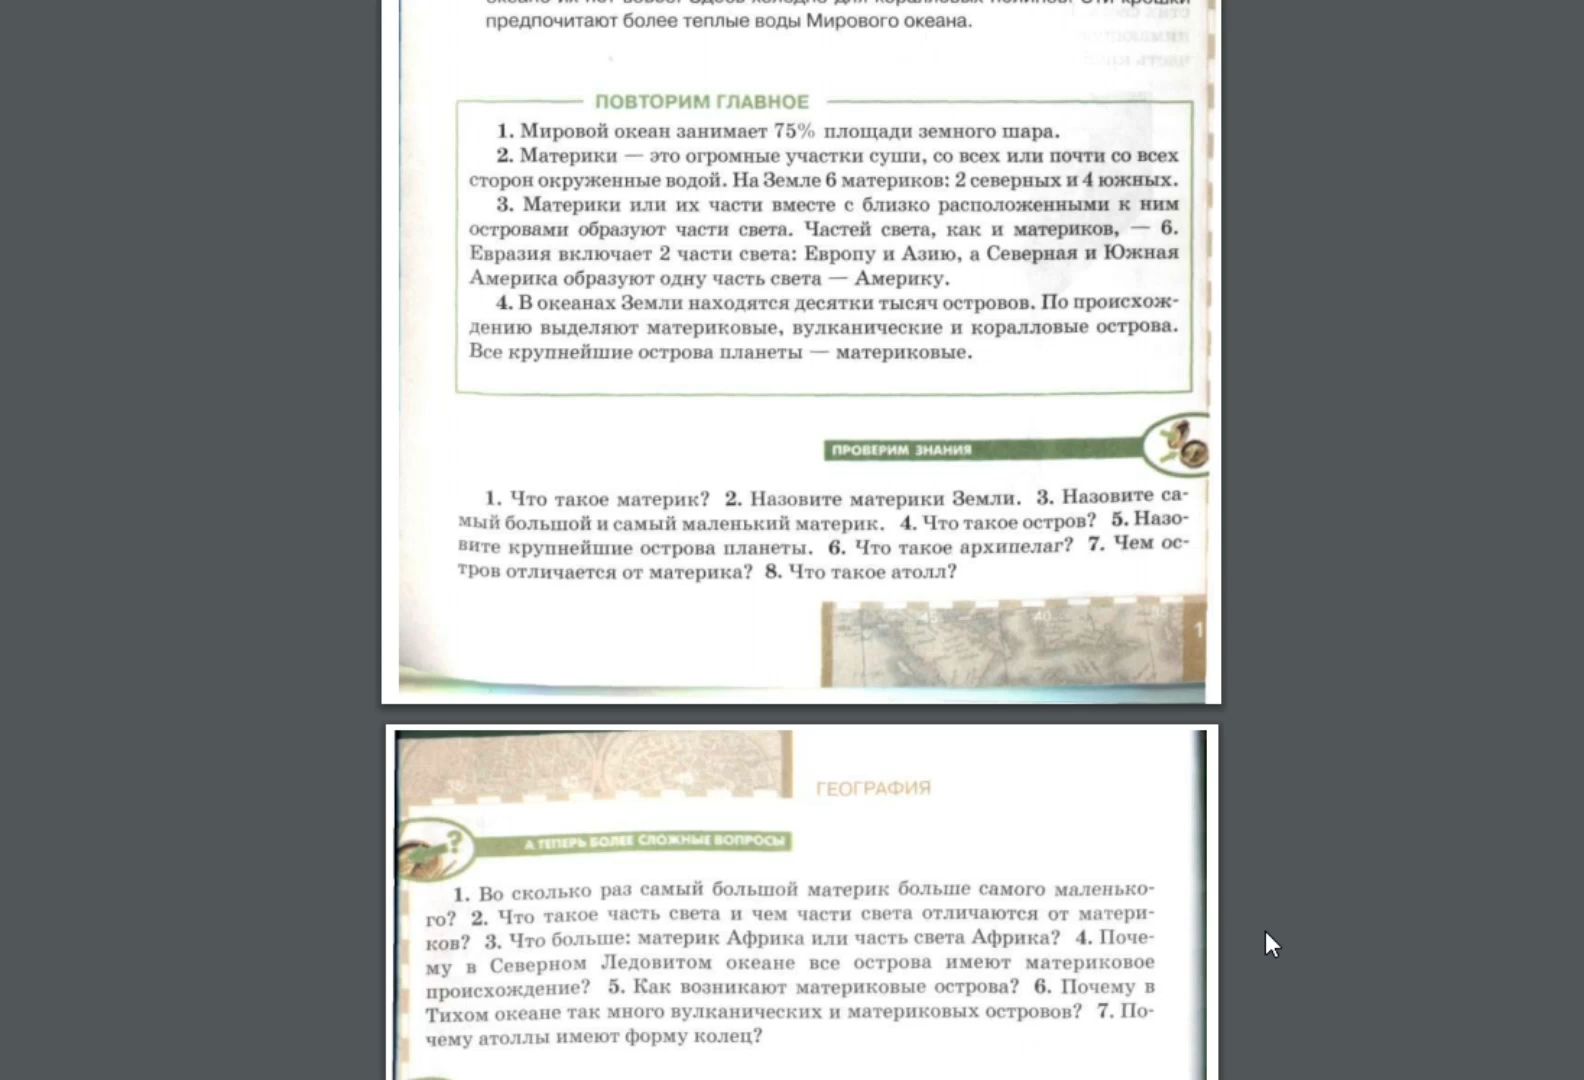 предпочитают более теплые воды Мирового океана.
ПОВТОРИМ ГЛАВНОЕ
1. Мировой океан занимает 75% площади земного шара.
2. Материки — это огромные участки суши, со всех или почти со всех
сторон окруженные водой. На Земле 6 материков: 2 северных и 4 южных.
3. Материки или их части вместе с близко расположенными к ним
островами образуют части света. Частей света, как и материков, — 6.
Евразия включает 2 части света: Европу и Азию, а Северная и Южная
Америка образуют одну часть света — Америку.
4. В океанах Земли находятся десятки тысяч островов. По происхож-
дению выделяют материковые, вулканические и коралловые острова.
Все крупнейшие острова планеты — материковые.
ПРОВЕРИМ ЗНАНИЯ
1. Что такое материк? 2. Назовите материки Земли. 3. Назовите са-
мый большой и самый маленький материк. 4. Что такое остров? 5. Назо-
вите крупнейшие острова планеты. 6. Что такое архипелаг? 7. Чем ос-
тров отличается от материка? 8. Что такое атолл?
ГЕОГРАФИЯ
А ТЕПЕРЬ БОЛЕЕ СЛОЖНЫЕ ВОПРОСЫ
1. Во сколько раз самый большой материк больше самого маленько-
го? 2. Что такое часть света и чем части света отличаются от матери-
ков? 3. Что больше: материк Африка или часть света Африка? 4. Поче-
му в Северном Ледовитом океане все острова имеют материковое
происхождение? 5. Как возникают материковые острова? 6. Почему в
Тихом океане так много вулканических и материковых островов? 7. По-
чему атоллы имеют форму колец?